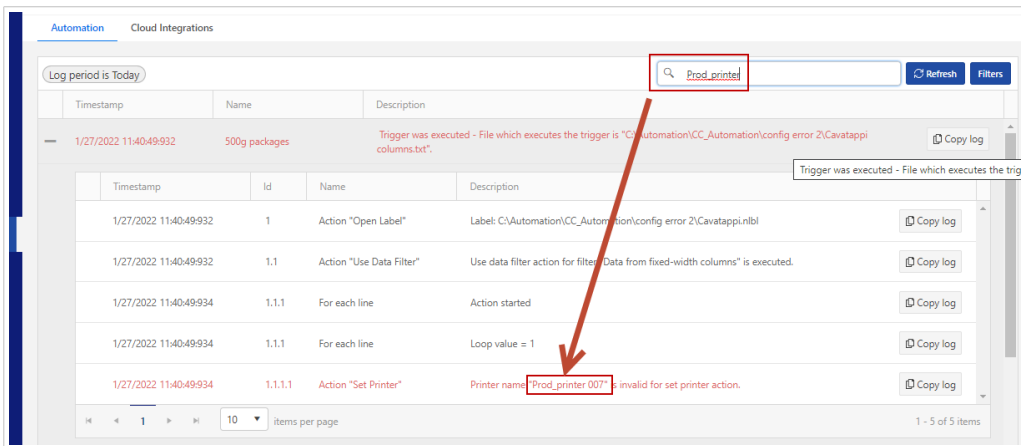 Automation Cloud Integrations
Log period is Today Prod_printer Refresh Filters
Timestamp Name Description
1/27/2022 11:40:49:932 500g packages Trigger was executed - File which executes the trigger is "C:\Automation\CC_Automation\config error 2\Cavatappi Copy log
columns.txt".
Trigger was executed - File which executes the trig
Timestamp Id Name Description
1/27/2022 11:40:49:932 1 Action "Open Label" Label: C:\Automation\CC_Automation\config error 2\Cavatappi.nlbl Copy log
1/27/2022 11:40:49:932 1.1 Action "Use Data Filter" Use data filter action for filter "Data from fixed-width columns" is executed. Copy log
1/27/2022 11:40:49:934 1.1.1 For each line Action started Copy log
1/27/2022 11:40:49:934 1.1.1 For each line Loop value = 1 Copy log
1/27/2022 11:40:49:934 1.1.1.1 Action "Set Printer" Printer name "Prod_printer 007" is invalid for set printer action. Copy log
1 10 items per page 1 - 5 of 5 items